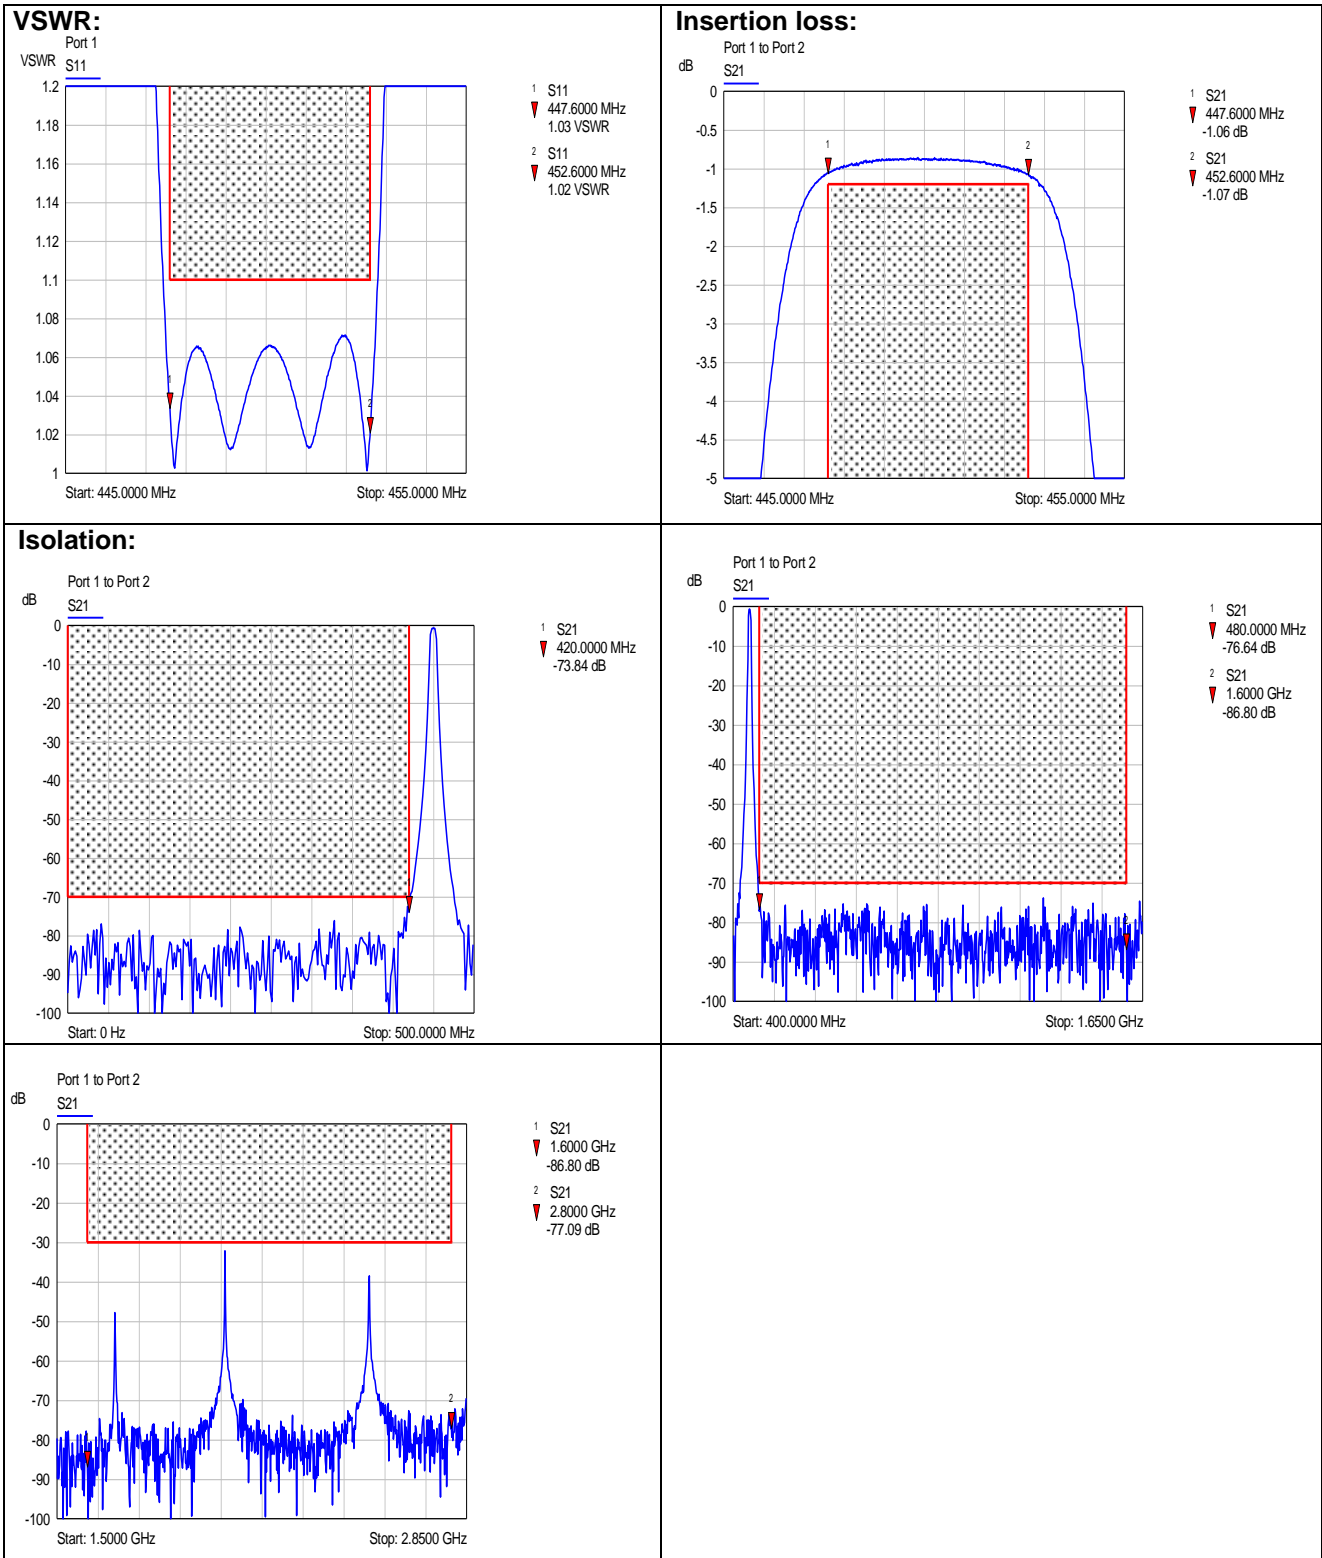 VSWR:
Port 1
VSWR
S11
1.2
1.18
1.16
1.14
1.12
1.1
1.08
1.06
1.04
1.02
1
1
2
Start: 445.0000 MHz
Stop: 455.0000 MHz
1 S11
447.6000 MHz
1.03 VSWR
2 S11
452.6000 MHz
1.02 VSWR
Insertion loss:
Port 1 to Port 2
dB
S21
0
-0.5
-1
-1.5
-2
-2.5
-3
-3.5
-4
-4.5
-5
1
2
Start: 445.0000 MHz
Stop: 455.0000 MHz
1 S21
447.6000 MHz
-1.06 dB
2 S21
452.6000 MHz
-1.07 dB
Isolation:
Port 1 to Port 2
dB
S21
0
-10
-20
-30
-40
-50
-60
-70
-80
-90
-100
Start: 0 Hz
Stop: 500.0000 MHz
1 S21
420.0000 MHz
-73.84 dB
Port 1 to Port 2
dB
S21
0
-10
-20
-30
-40
-50
-60
-70
-80
-90
-100
2
Start: 400.0000 MHz
Stop: 1.6500 GHz
1 S21
480.0000 MHz
-76.64 dB
2 S21
1.6000 GHz
-86.80 dB
Port 1 to Port 2
dB
S21
0
-10
-20
-30
-40
-50
-60
-70
-80
-90
-100
2
Start: 1.5000 GHz
Stop: 2.8500 GHz
1 S21
1.6000 GHz
-86.80 dB
2 S21
2.8000 GHz
-77.09 dB